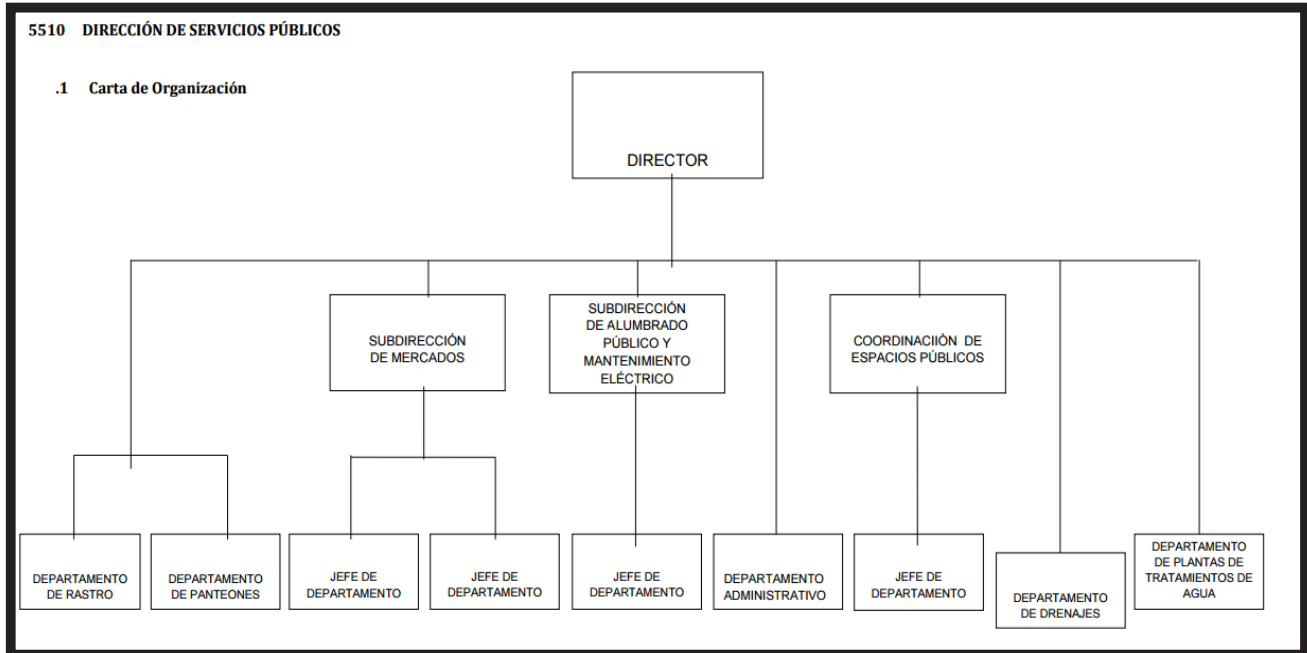 5510 DIRECCIÓN DE SERVICIOS PÚBLICOS
.1 Carta de Organización
DIRECTOR
SUBDIRECCIÓN
DE MERCADOS
SUBDIRECCIÓN
DE ALUMBRADO
PÚBLICO Y
MANTENIMIENTO
ELÉCTRICO
COORDINACIIÒN DE
ESPACIOS PÚBLICOS
DEPARTAMENTO
DE RASTRO
DEPARTAMENTO
DE PANTEONES
JEFE DE
DEPARTAMENTO
JEFE DE
DEPARTAMENTO
JEFE DE
DEPARTAMENTO
DEPARTAMENTO
ADMINISTRATIVO
JEFE DE
DEPARTAMENTO
DEPARTAMENTO
DE DRENAJES
DEPARTAMENTO
DE PLANTAS DE
TRATAMIENTOS DE
AGUA